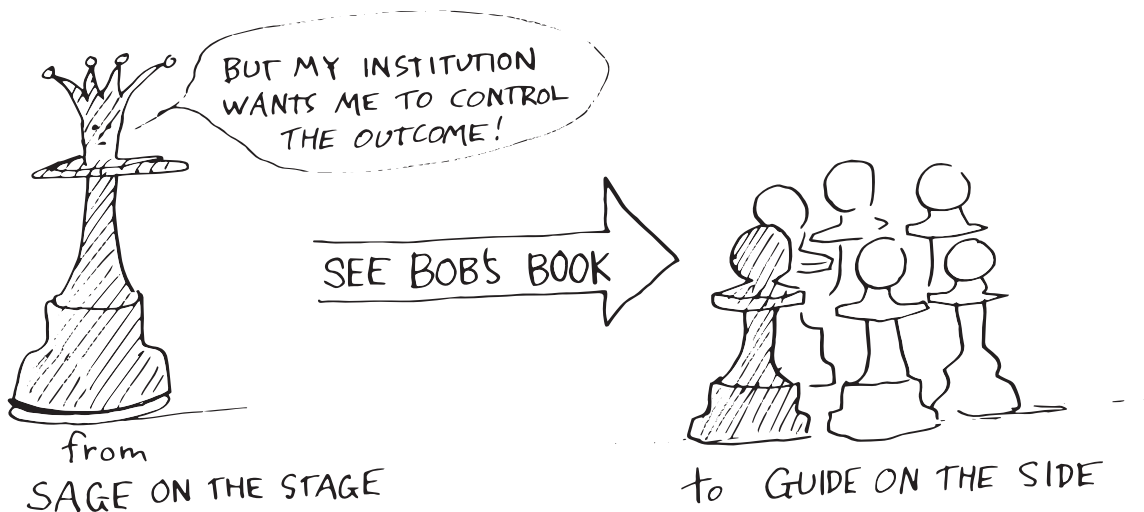 BUT MY INSTITUTION
WANTS ME TO CONTROL
THE OUTCOME!
SEE BOB'S BOOK
from
SAGE ON THE STAGE
to GUIDE ON THE SIDE